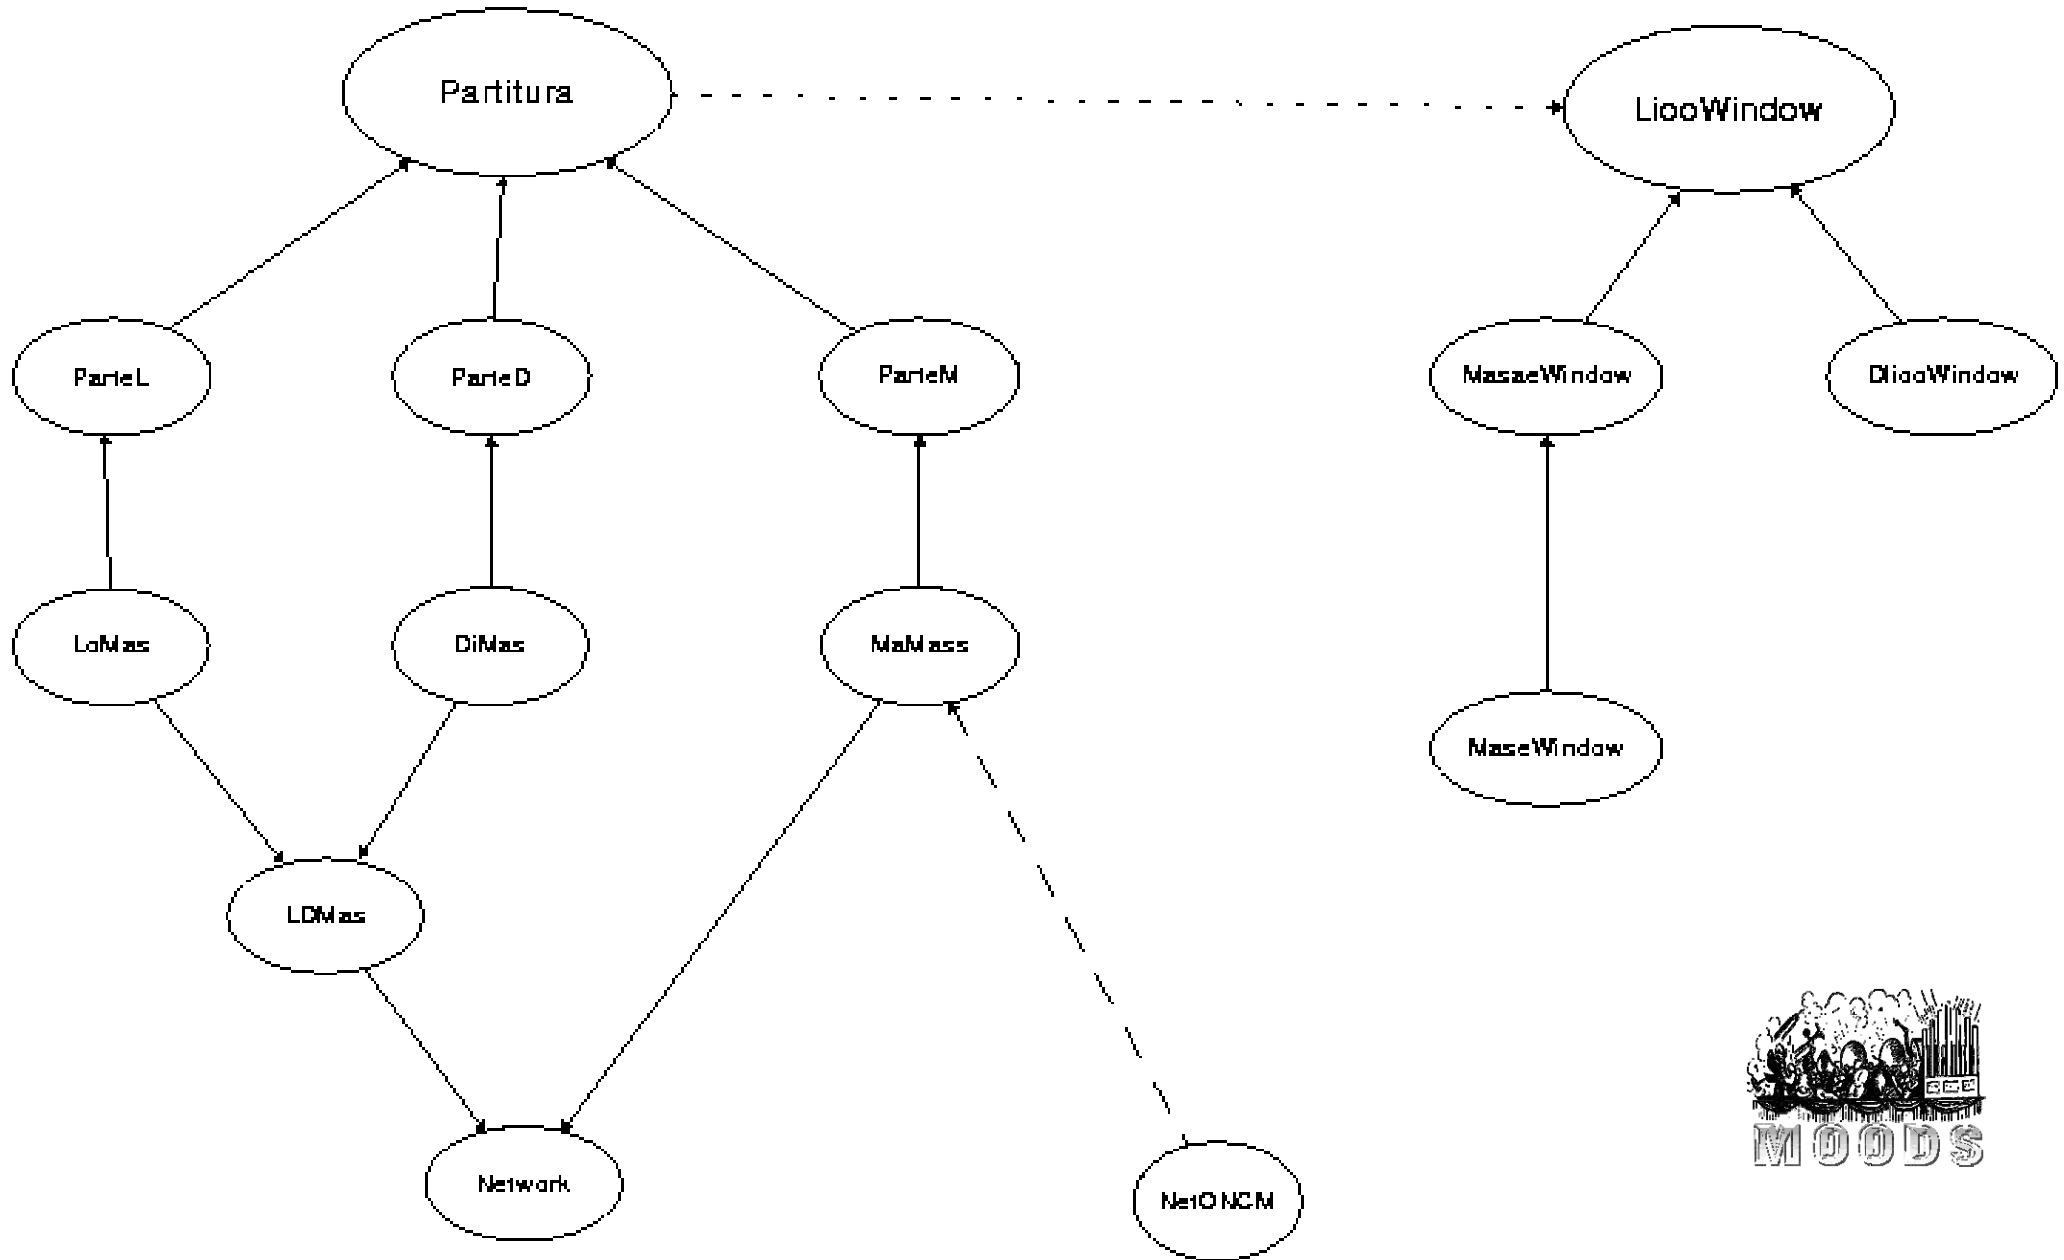 Partitura
LiooWindow
ParteL
ParteD
ParteM
MasaeWindow
DliooWindow
LoMas
DiMas
MaMass
MaseWindow
LDMas
Network
NetONCM
MOODS